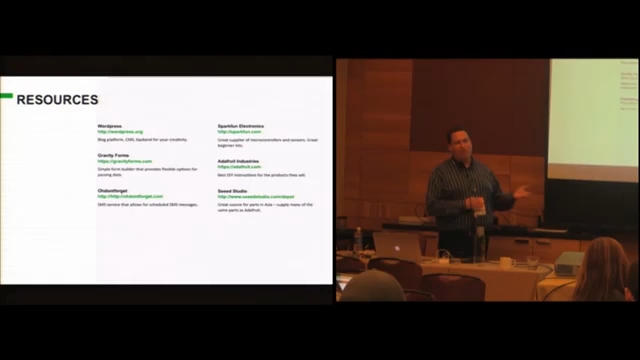 RESOURCES
Wordpress
http://wordpress.org
Blog platform, CMS, backend for your creativity.
Gravity Forms
https://gravityforms.com
Simple form builder that provides flexible options for
passing data.
Ohdontforget
http://http://ohdontforget.com
SMS service that allows for scheduled SMS messages.
Sparkfun Electronics
http://sparkfun.com
Great supplier of microcontrollers and sensors. Great
beginner kits.
Adafruit Industries
https://adafruit.com
Best DIY instructions for the products they sell.
Seeed Studio
http://www.seeedstudio.com/depot
Great source for parts in Asia – supply many of the
same parts as Adafruit.